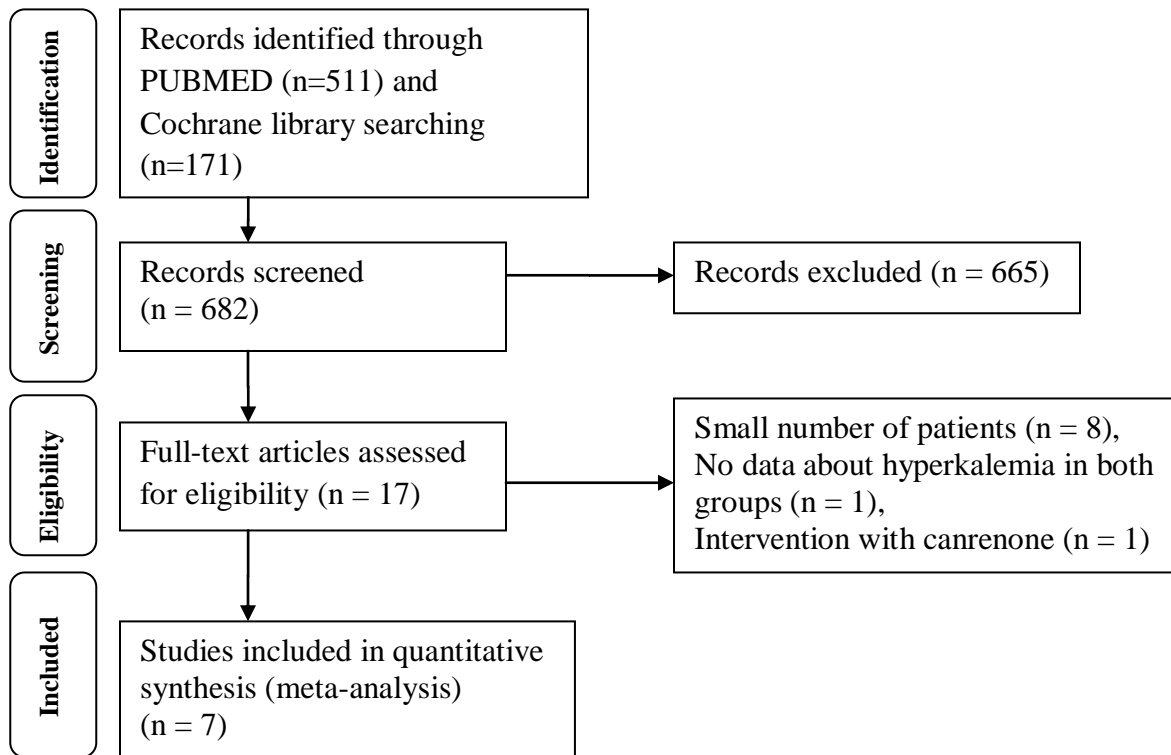 Identification
Records identified through
PUBMED (n=511) and
Cochrane library searching
(n=171)
Screening
Records screened
(n = 682)
Records excluded (n = 665)
Eligibility
Full-text articles assessed
for eligibility (n = 17)
Small number of patients (n = 8),
No data about hyperkalemia in both
groups (n = 1),
Intervention with canrenone (n = 1)
Included
Studies included in quantitative
synthesis (meta-analysis)
(n = 7)